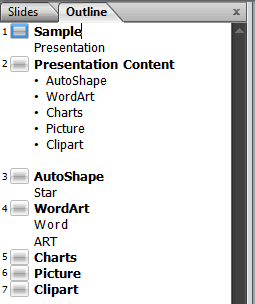 Slides Outline x
1 Sample
Presentation
2 Presentation Content
• AutoShape
• WordArt
• Charts
• Picture
• Clipart
3 AutoShape
Star
4 WordArt
Word
ART
5 Charts
6 Picture
7 Clipart